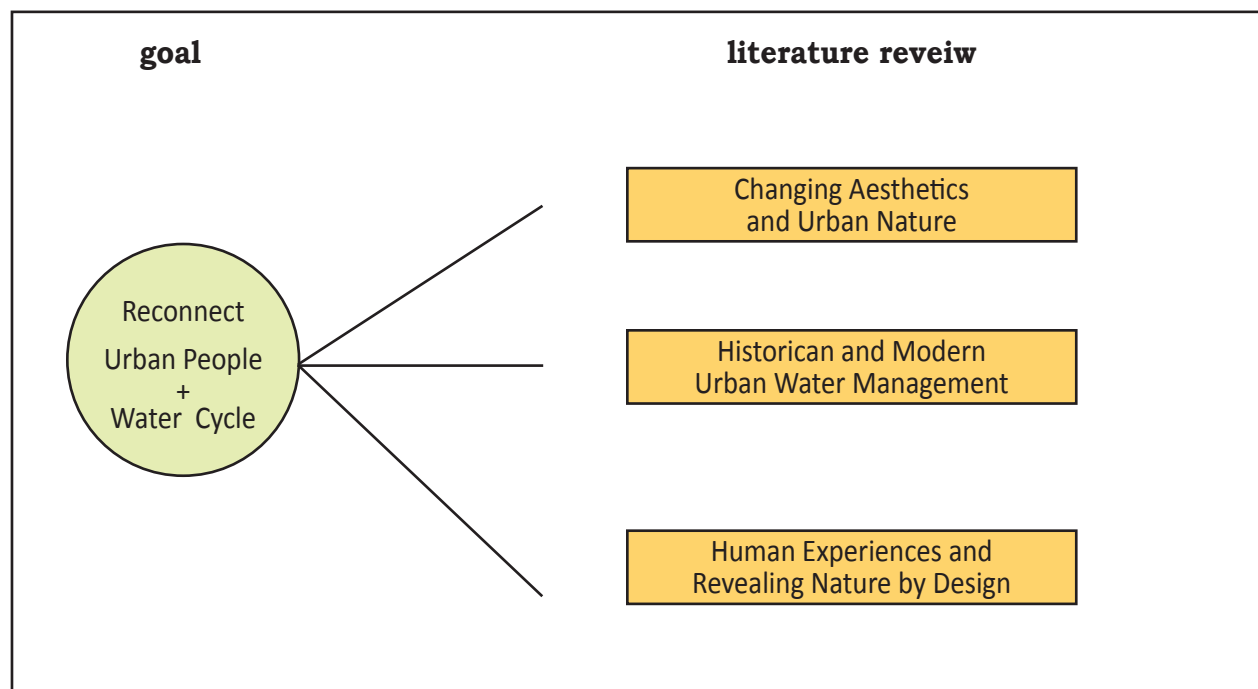 goal
literature reveiw
Reconnect
Urban People
+
Water Cycle
Changing Aesthetics
and Urban Nature
Historican and Modern
Urban Water Management
Human Experiences and
Revealing Nature by Design